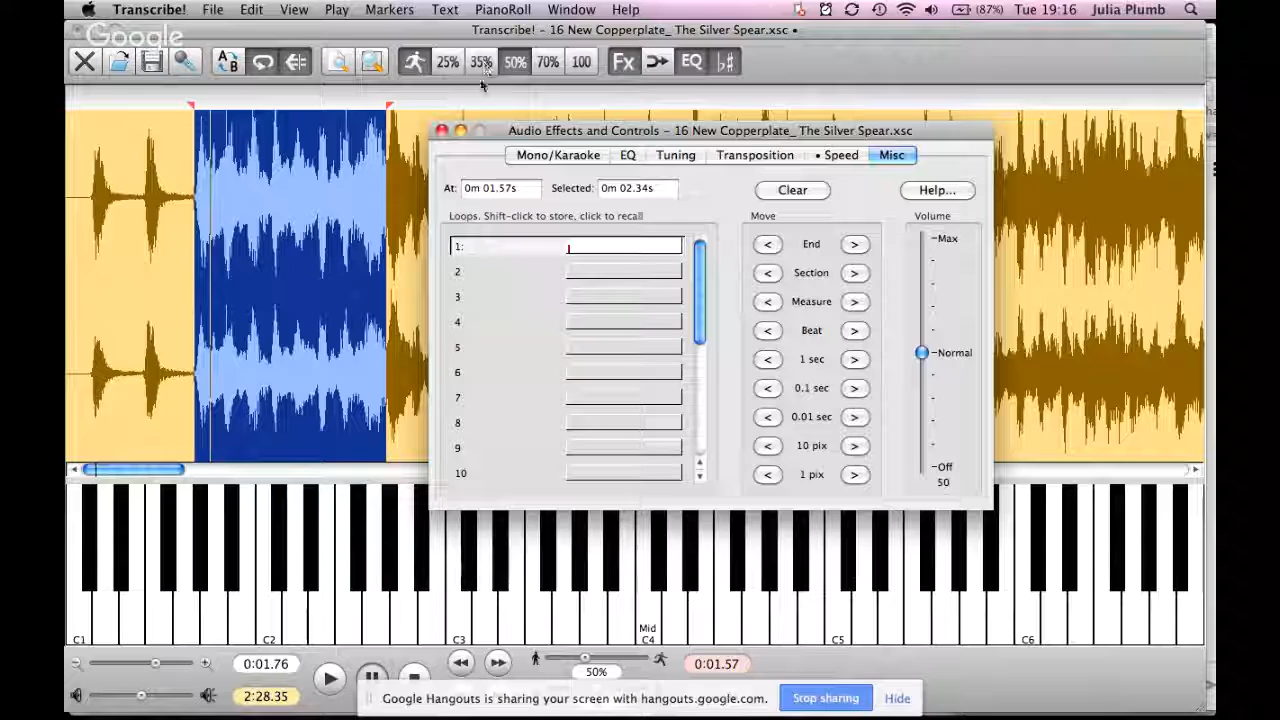 Transcribe! File Edit View Play Markers Text PianoRoll Window Help (87%) Tue 19:16 Julia Plumb
Google
Transcribe! - 16 New Copperplate_ The Silver Spear.xsc •
A B 25% 35% 50% 70% 100 Fx EQ ♭♯
Audio Effects and Controls - 16 New Copperplate_ The Silver Spear.xsc
Mono/Karaoke EQ Tuning Transposition • Speed Misc
At: 0m 01.57s Selected: 0m 02.34s Clear Help...
Loops. Shift-click to store, click to recall Move Volume
1: < End > Max
2 < Section >
3 < Measure >
4 < Beat >
5 < 1 sec > Normal
6 < 0.1 sec >
7 < 0.01 sec >
8 < 10 pix >
9 < 1 pix > Off
10 50
Mid
C1 C2 C3 C4 C5 C6
0:01.76 50% 0:01.57
2:28.35
Google Hangouts is sharing your screen with hangouts.google.com. Stop sharing Hide